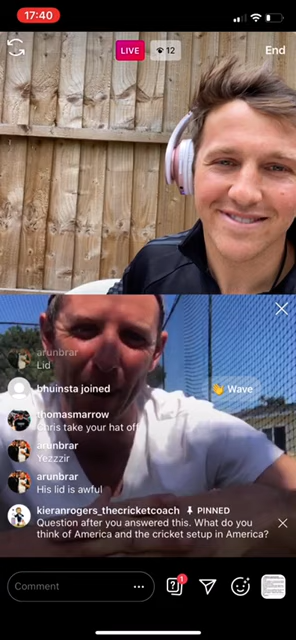 17:40
LIVE
12
End
arunbrar
Lid
bhuinsta joined
Wave
thomasmarrow
Chris take your hat off
arunbrar
Yezzzir
arunbrar
His lid is awful
kieranrogers_thecricketcoach PINNED
Question after you answered this. What do you
think of America and the cricket setup in America?
Comment
1